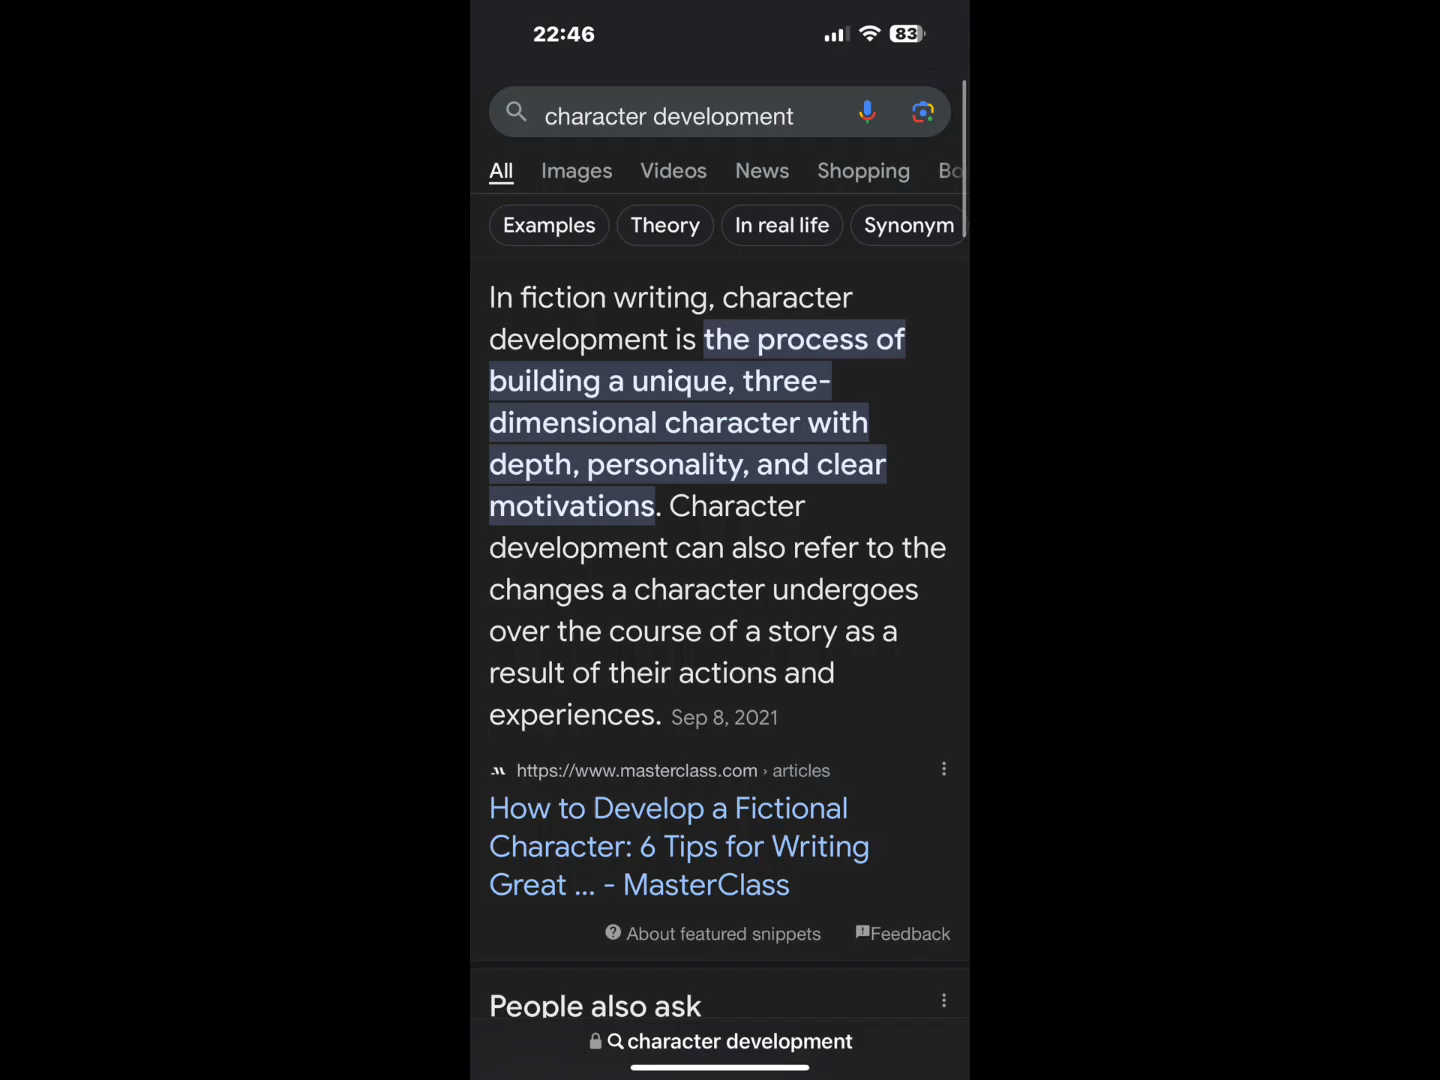 22:46
83
character development
All Images Videos News Shopping Bo
Examples Theory In real life Synonym
In fiction writing, character
development is the process of
building a unique, three-
dimensional character with
depth, personality, and clear
motivations. Character
development can also refer to the
changes a character undergoes
over the course of a story as a
result of their actions and
experiences. Sep 8, 2021
https://www.masterclass.com › articles
How to Develop a Fictional
Character: 6 Tips for Writing
Great ... - MasterClass
About featured snippets Feedback
People also ask
character development